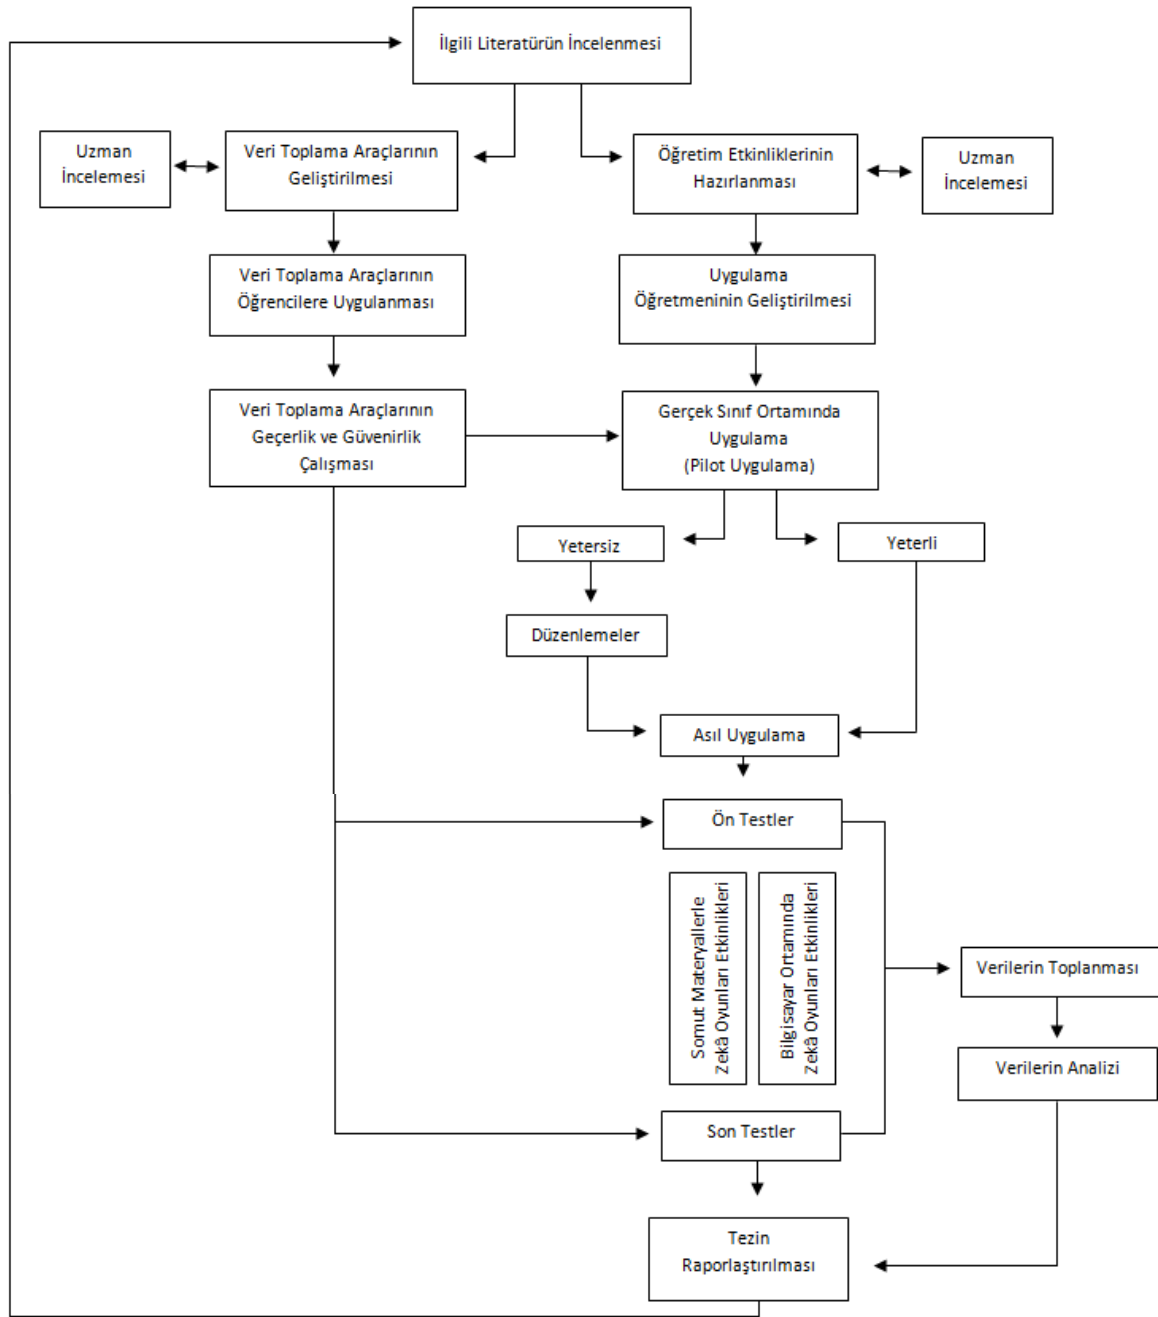 İlgili Literatürün İncelenmesi
Uzman
İncelemesi
Veri Toplama Araçlarının
Geliştirilmesi
Öğretim Etkinliklerinin
Hazırlanması
Uzman
İncelemesi
Veri Toplama Araçlarının
Öğrencilere Uygulanması
Uygulama
Öğretmeninin Geliştirilmesi
Veri Toplama Araçlarının
Geçerlik ve Güvenirlik
Çalışması
Gerçek Sınıf Ortamında
Uygulama
(Pilot Uygulama)
Yetersiz
Yeterli
Düzenlemeler
Asıl Uygulama
Ön Testler
Somut Materyallerle
Zekâ Oyunları Etkinlikleri
Bilgisayar Ortamında
Zekâ Oyunları Etkinlikleri
Verilerin Toplanması
Verilerin Analizi
Son Testler
Tezin
Raporlaştırılması